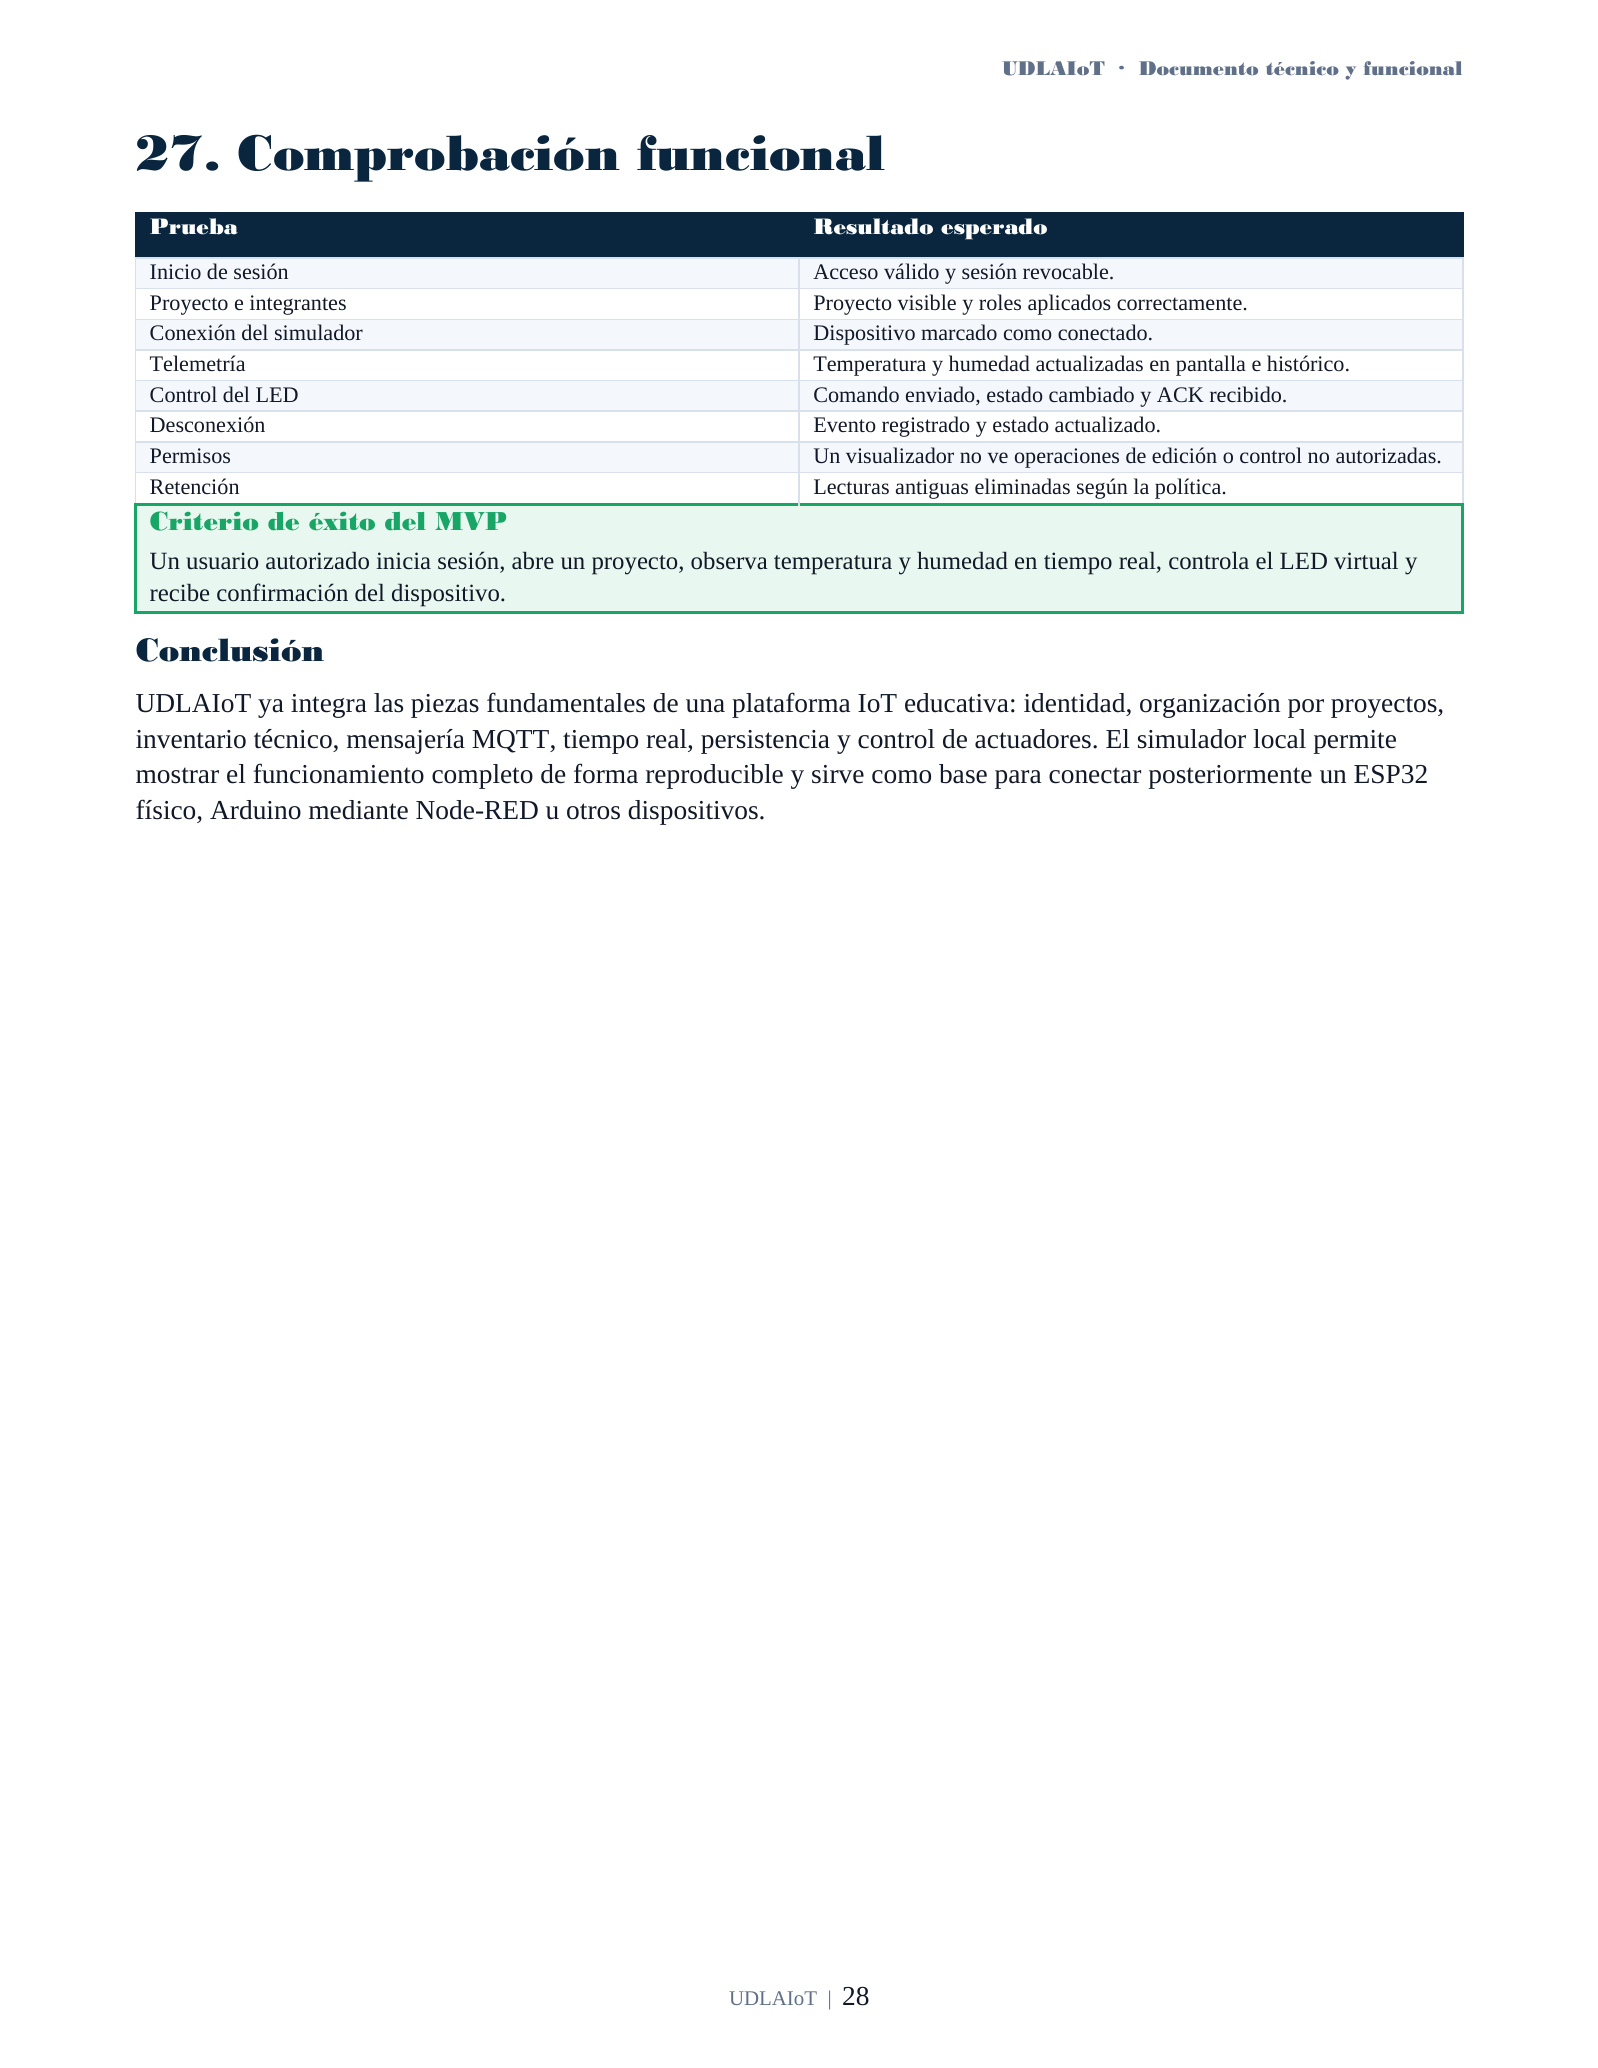 UDLAIoT · Documento técnico y funcional
27. Comprobación funcional
Prueba Resultado esperado
Inicio de sesión Acceso válido y sesión revocable.
Proyecto e integrantes Proyecto visible y roles aplicados correctamente.
Conexión del simulador Dispositivo marcado como conectado.
Telemetría Temperatura y humedad actualizadas en pantalla e histórico.
Control del LED Comando enviado, estado cambiado y ACK recibido.
Desconexión Evento registrado y estado actualizado.
Permisos Un visualizador no ve operaciones de edición o control no autorizadas.
Retención Lecturas antiguas eliminadas según la política.
Criterio de éxito del MVP
Un usuario autorizado inicia sesión, abre un proyecto, observa temperatura y humedad en tiempo real, controla el LED virtual y
recibe confirmación del dispositivo.
Conclusión
UDLAIoT ya integra las piezas fundamentales de una plataforma IoT educativa: identidad, organización por proyectos,
inventario técnico, mensajería MQTT, tiempo real, persistencia y control de actuadores. El simulador local permite
mostrar el funcionamiento completo de forma reproducible y sirve como base para conectar posteriormente un ESP32
físico, Arduino mediante Node-RED u otros dispositivos.
UDLAIoT | 28